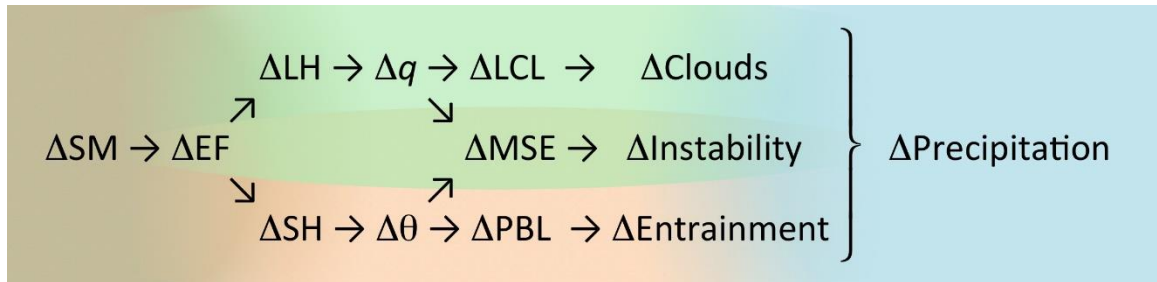 ΔLH → Δq → ΔLCL → ΔClouds
↗ ↘
ΔSM → ΔEF ΔMSE → ΔInstability } ΔPrecipitation
↘ ↗
ΔSH → Δθ → ΔPBL → ΔEntrainment